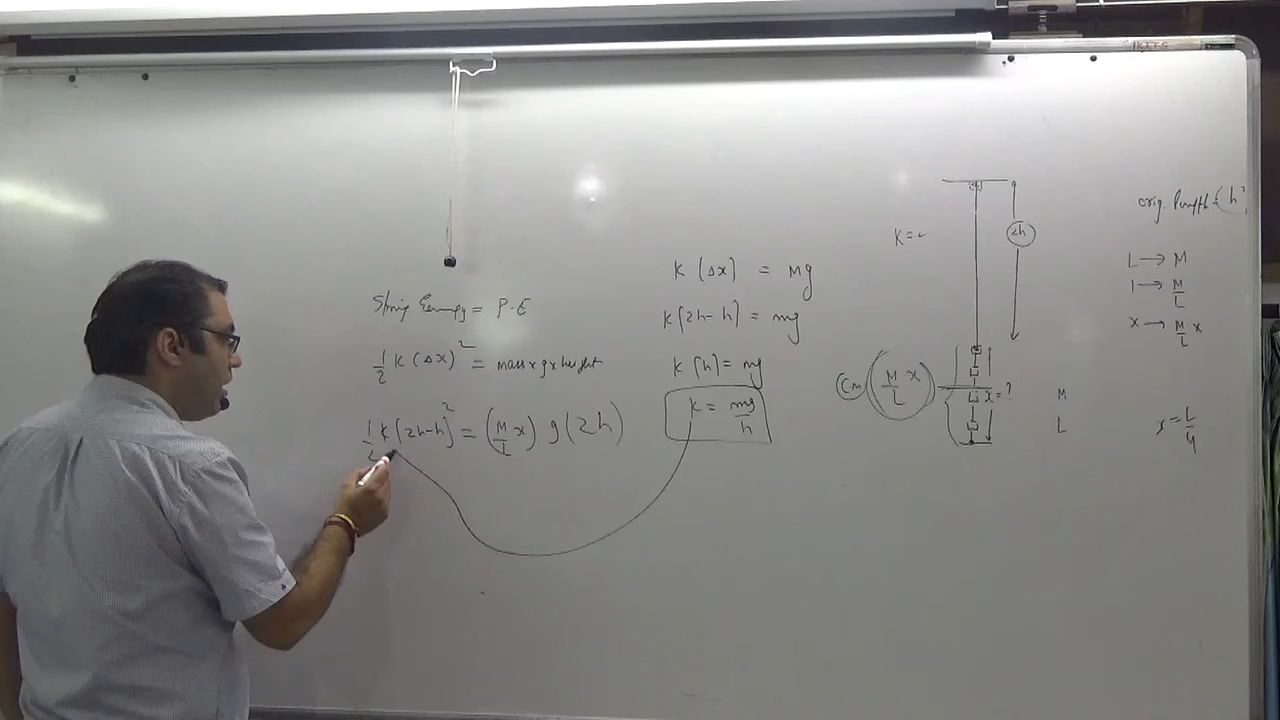 String Energy = P.E
1/2 K (Δx)² = mass x g x height
1/2 K[2h-h]² = (M/L x) g(2h)
K (Δx) = Mg
K[2h-h] = mg
K [h] = mg
K = mg/h
K =
2h
CM (M/L x)
x = ?
M
L
orig. length = (h)
L → M
1 → M/L
x → M/L x
x = L/4